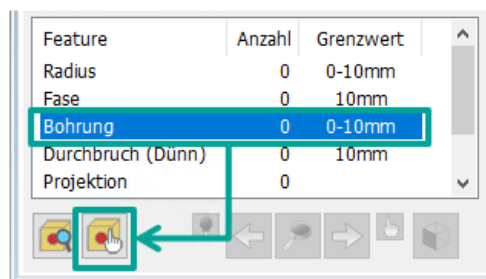 Feature Anzahl Grenzwert
Radius 0 0-10mm
Fase 0 10mm
Bohrung 0 0-10mm
Durchbruch (Dünn) 0 10mm
Projektion 0